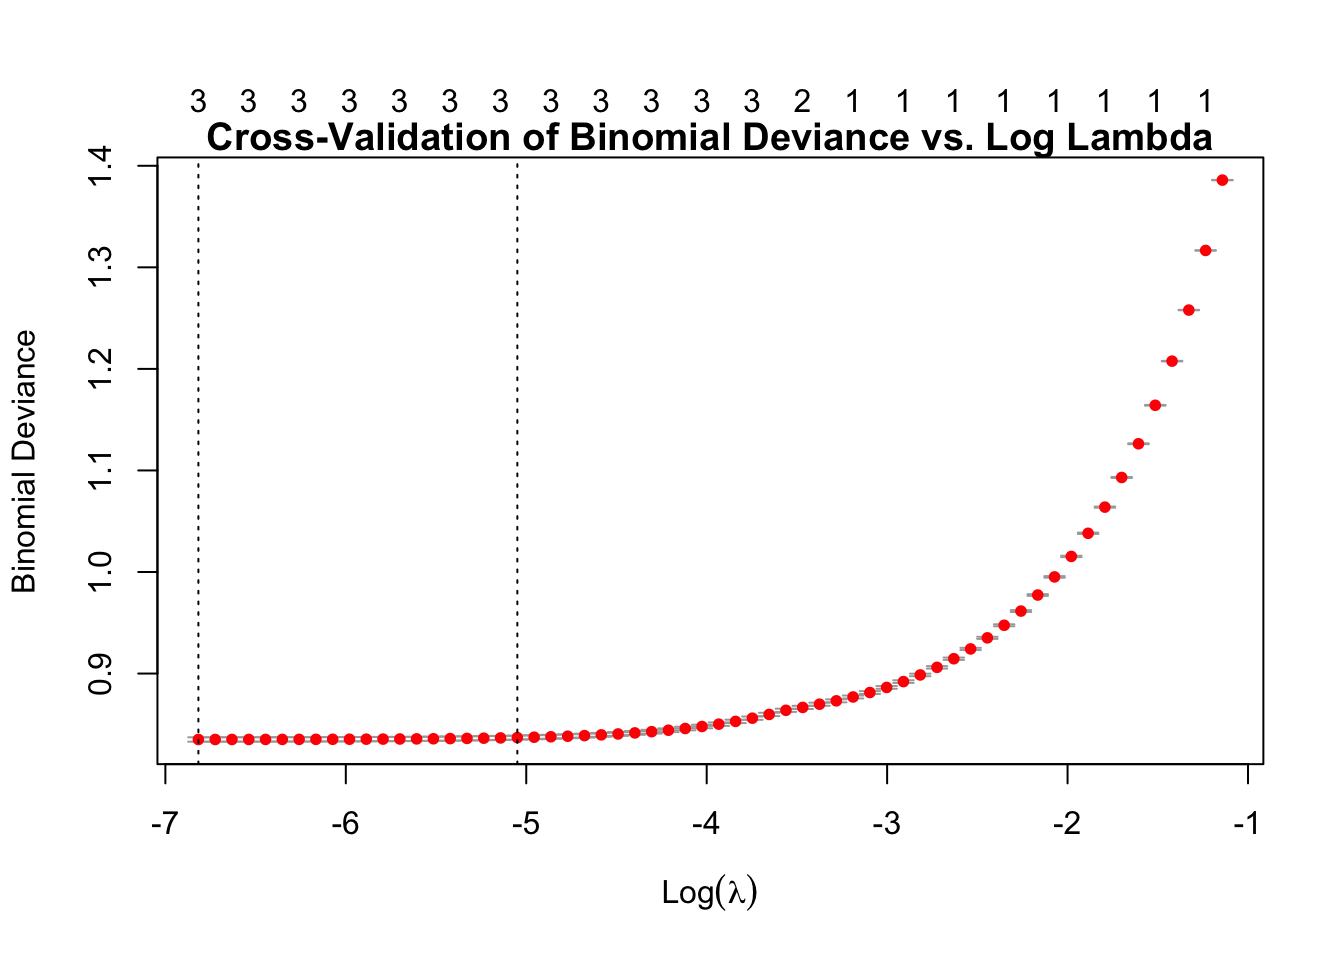 3 3 3 3 3 3 3 3 3 3 3 3 2 1 1 1 1 1 1 1 1
Cross-Validation of Binomial Deviance vs. Log Lambda
1.4
1.3
1.2
1.1
1.0
0.9
Binomial Deviance
-7 -6 -5 -4 -3 -2 -1
Log(λ)